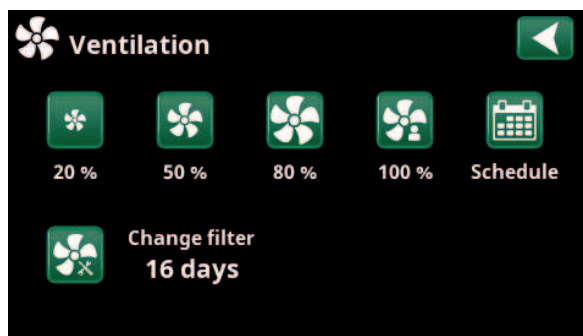 Ventilation
20 %
50 %
80 %
100 %
Schedule
Change filter
16 days